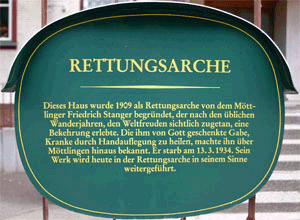 RETTUNGSARCHE
Dieses Haus wurde 1909 als Rettungsarche von dem Mött-
linger Friedrich Stanger begründet, der nach den üblichen
Wanderjahren, den Weltfreuden sichtlich zugetan, eine
Bekehrung erlebte. Die ihm von Gott geschenkte Gabe,
Kranke durch Handauflegung zu heilen, machte ihn über
Möttlingen hinaus bekannt. Er starb am 13. 3. 1934. Sein
Werk wird heute in der Rettungsarche in seinem Sinne
weitergeführt.